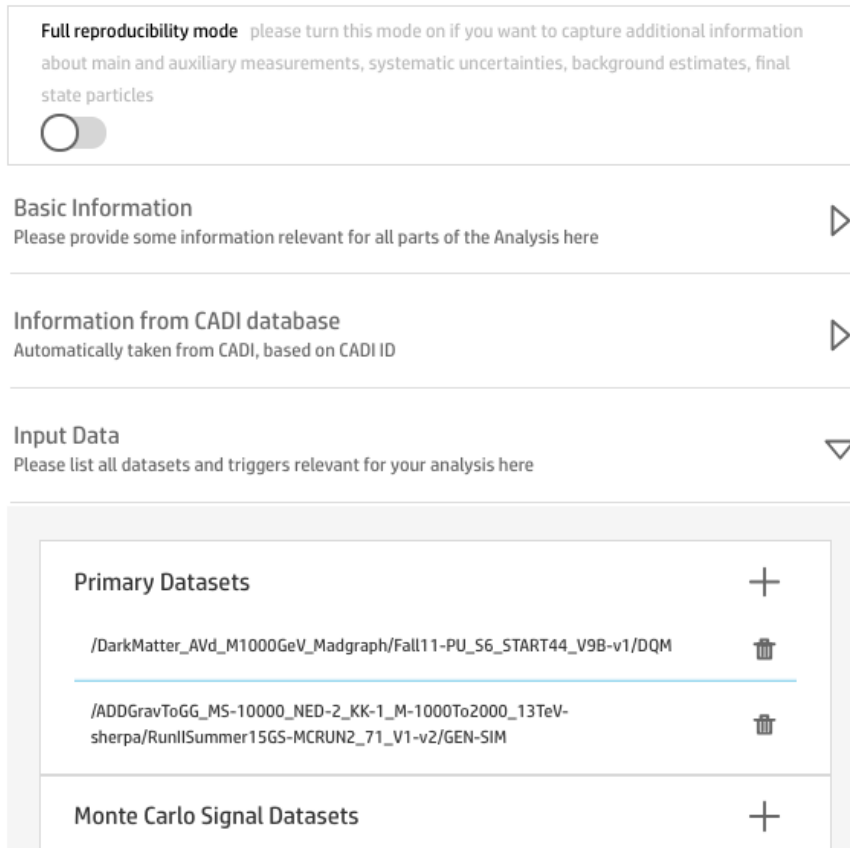 Full reproducibility mode please turn this mode on if you want to capture additional information
about main and auxiliary measurements, systematic uncertainties, background estimates, final
state particles
Basic Information
Please provide some information relevant for all parts of the Analysis here
Information from CADI database
Automatically taken from CADI, based on CADI ID
Input Data
Please list all datasets and triggers relevant for your analysis here
Primary Datasets
/DarkMatter_AVd_M1000GeV_Madgraph/Fall11-PU_S6_START44_V9B-v1/DQM
/ADDGravToGG_MS-10000_NED-2_KK-1_M-1000To2000_13TeV-
sherpa/RunIISummer15GS-MCRUN2_71_V1-v2/GEN-SIM
Monte Carlo Signal Datasets